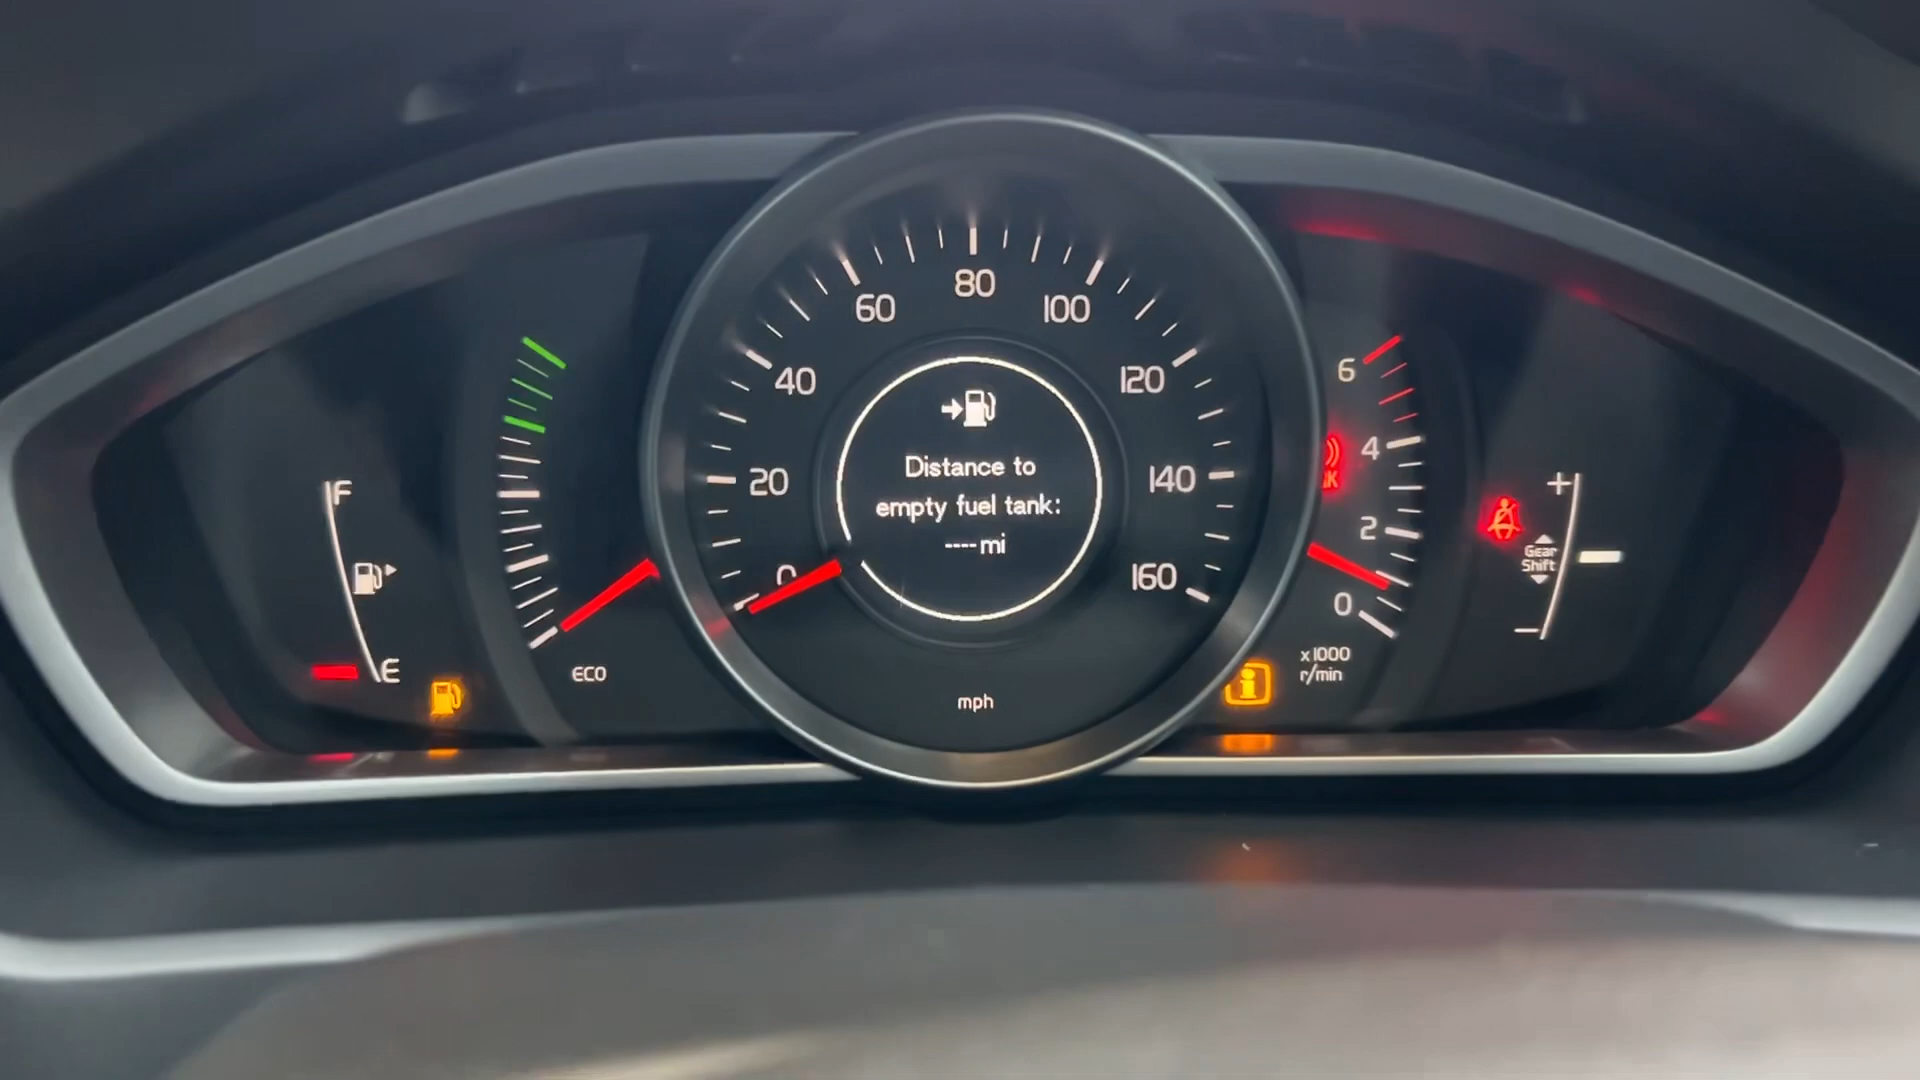 F
E
ECO
0
20
40
60
80
100
120
140
160
mph
Distance to
empty fuel tank:
----mi
6
4
2
0
x1000
r/min
+
Gear
Shift
–